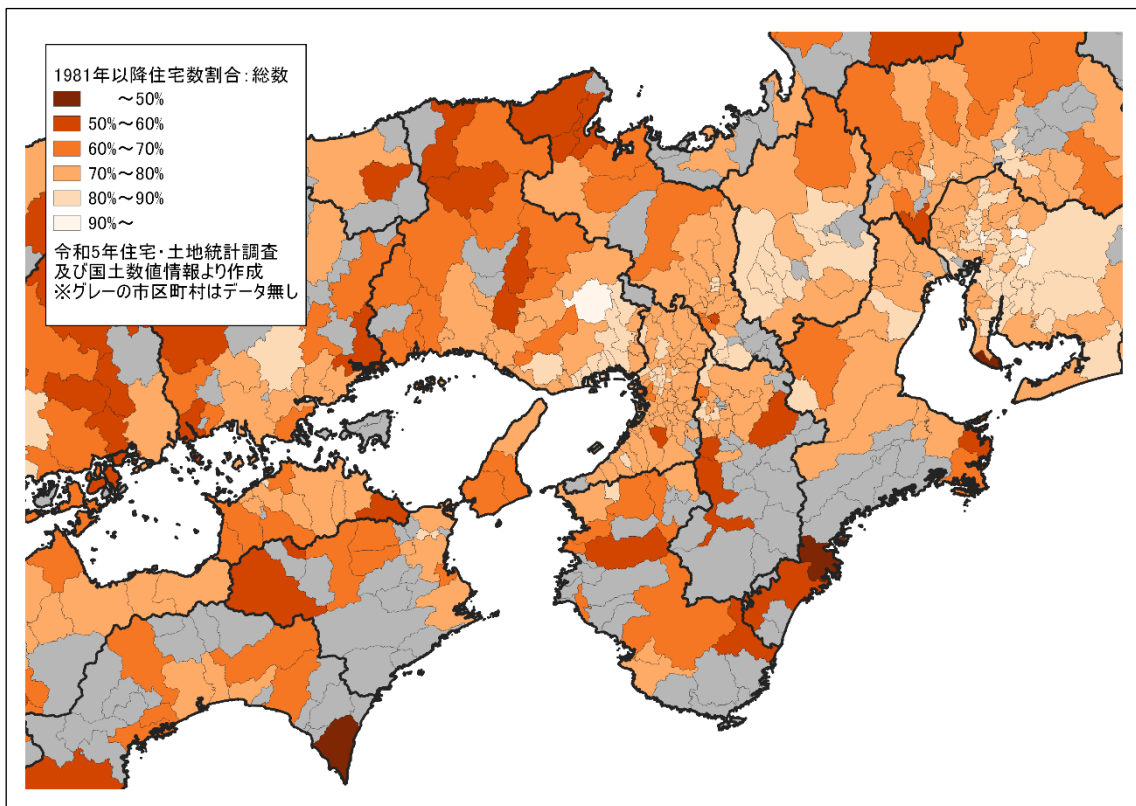 1981年以降住宅数割合：総数
～50%
50%～60%
60%～70%
70%～80%
80%～90%
90%～
令和5年住宅・土地統計調査
及び国土数値情報より作成
※グレーの市区町村はデータ無し